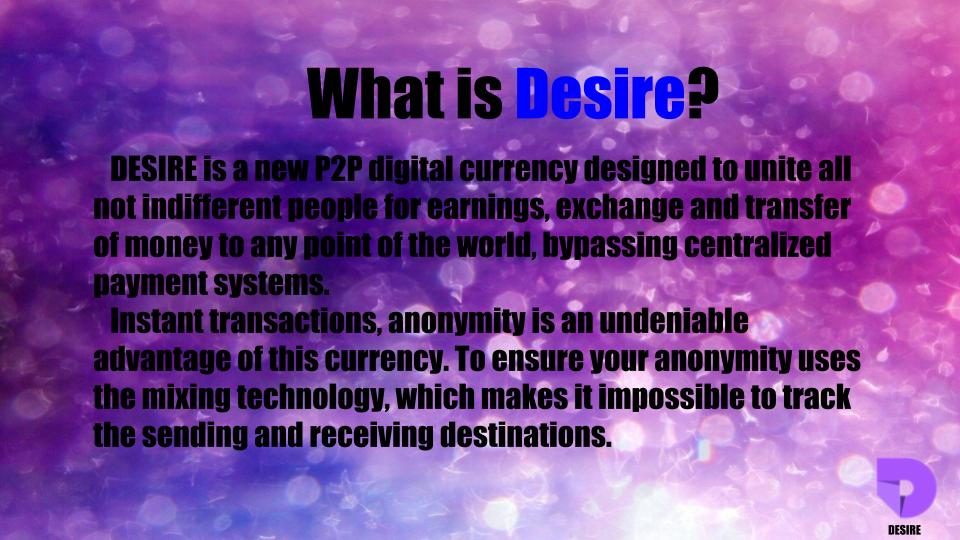 What is Desire?
DESIRE is a new P2P digital currency designed to unite all
not indifferent people for earnings, exchange and transfer
of money to any point of the world, bypassing centralized
payment systems.
Instant transactions, anonymity is an undeniable
advantage of this currency. To ensure your anonymity uses
the mixing technology, which makes it impossible to track
the sending and receiving destinations.
DESIRE